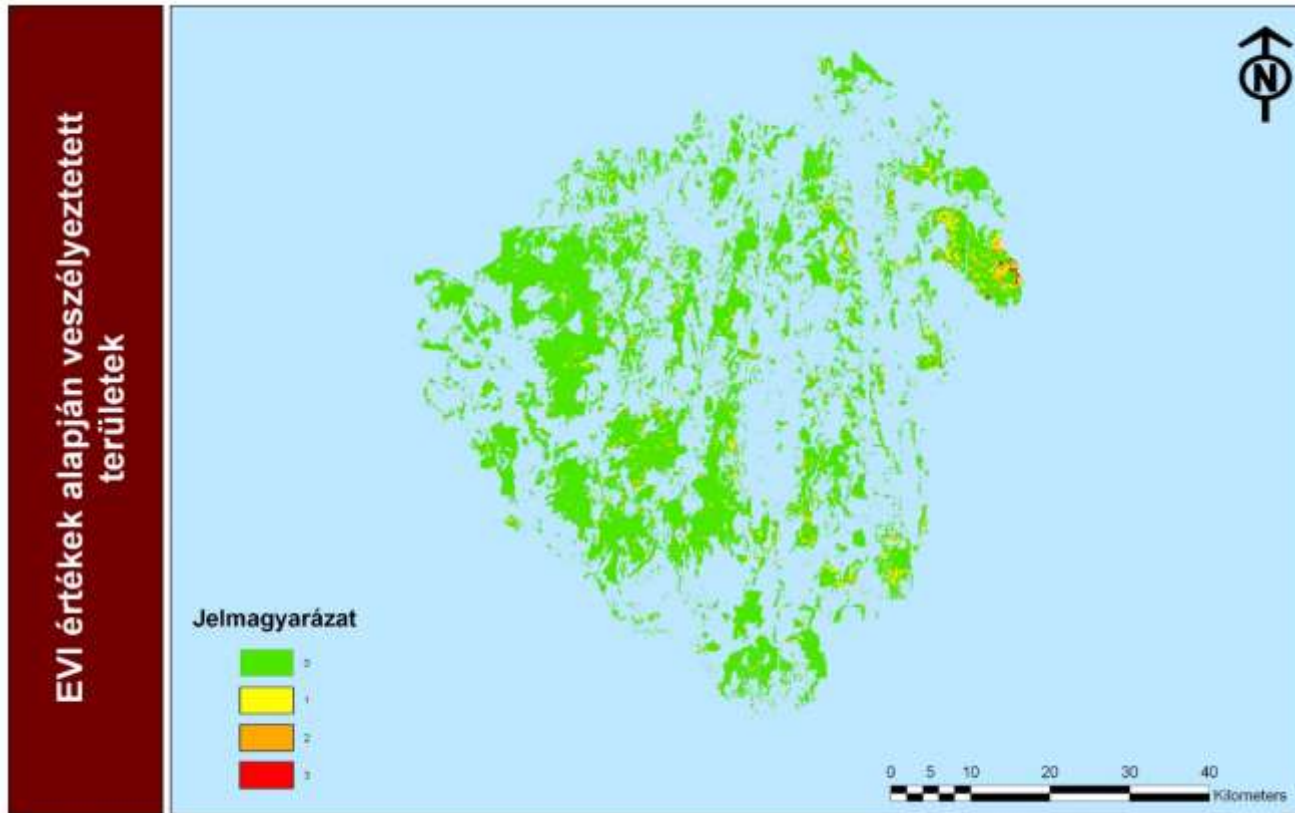 EVI értékek alapján veszélyeztetett
területek
N
Jelmagyarázat
0
1
2
3
0 5 10 20 30 40
Kilometers